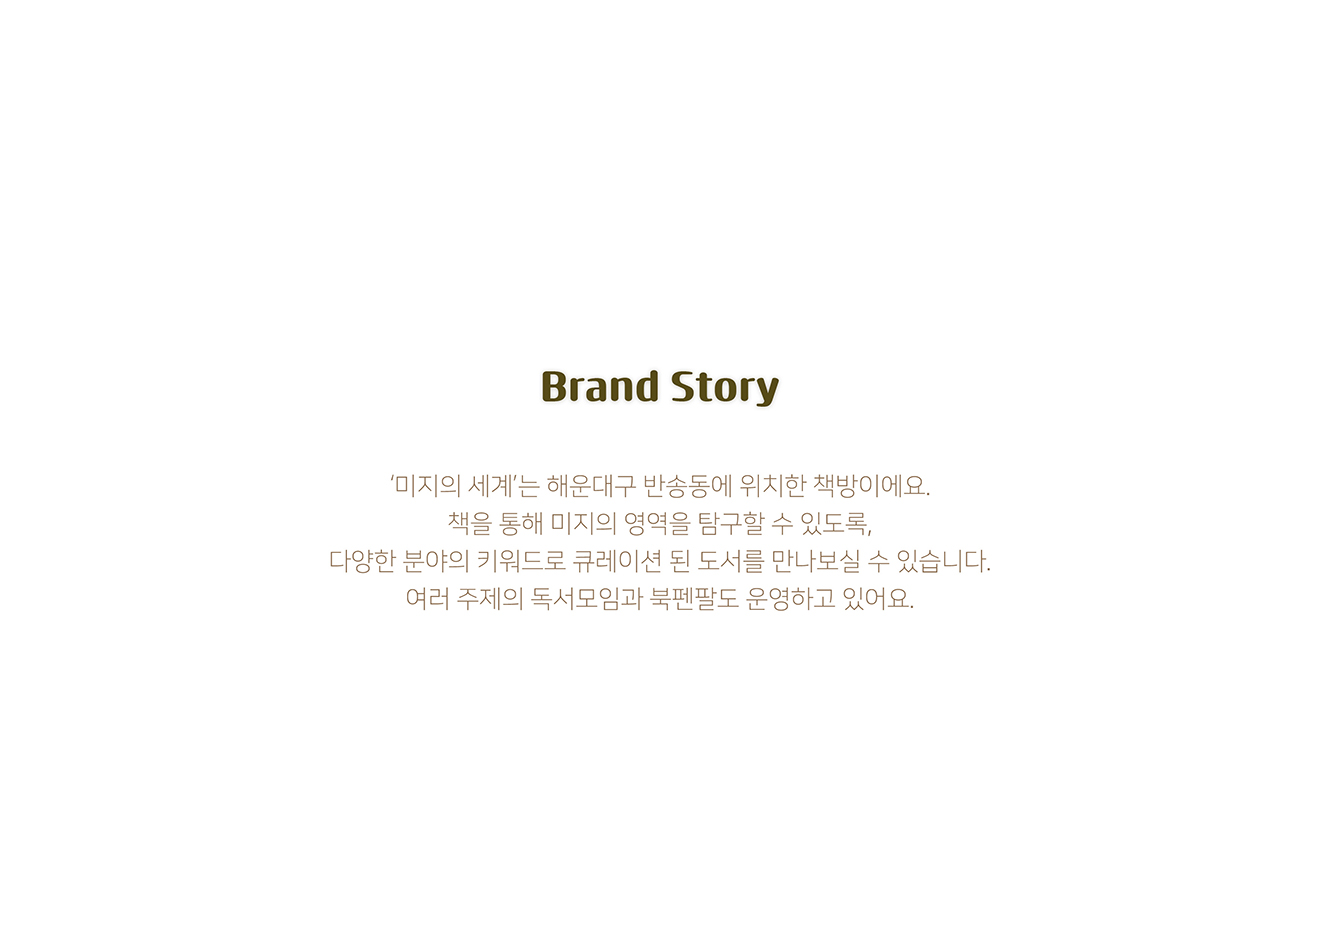 Brand Story
‘미지의 세계’는 해운대구 반송동에 위치한 책방이에요.
책을 통해 미지의 영역을 탐구할 수 있도록,
다양한 분야의 키워드로 큐레이션 된 도서를 만나보실 수 있습니다.
여러 주제의 독서모임과 북펜팔도 운영하고 있어요.